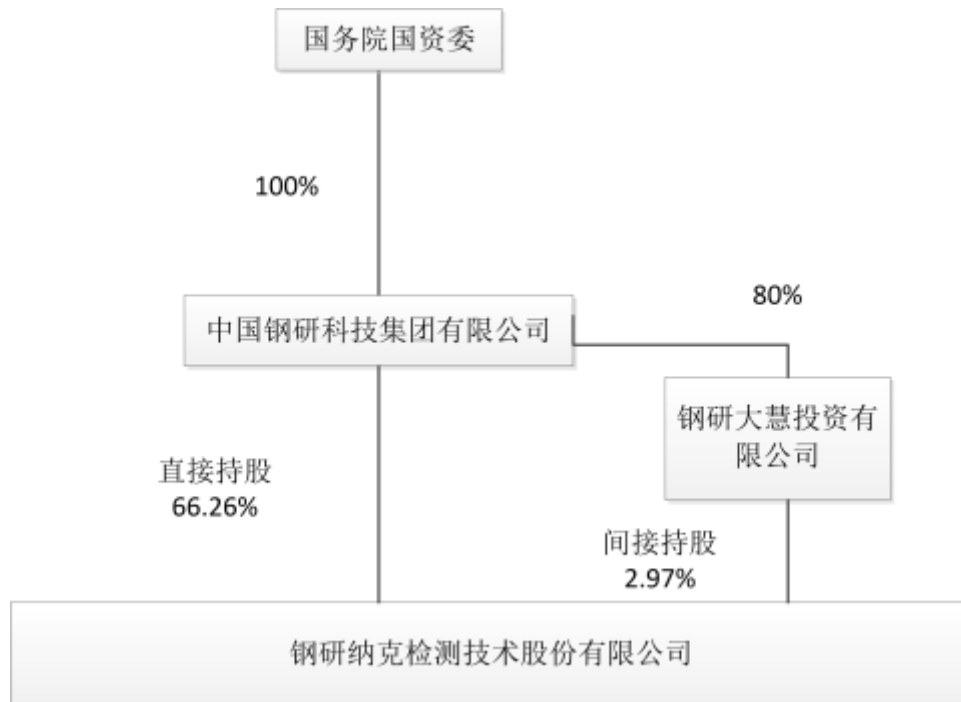 国务院国资委
100%
80%
中国钢研科技集团有限公司
钢研大慧投资有
限公司
直接持股
66.26%
间接持股
2.97%
钢研纳克检测技术股份有限公司